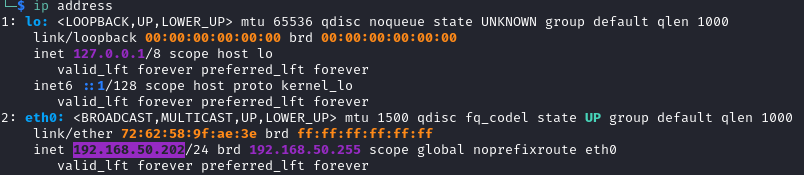 └─$ ip address
1: lo: <LOOPBACK,UP,LOWER_UP> mtu 65536 qdisc noqueue state UNKNOWN group default qlen 1000
    link/loopback 00:00:00:00:00:00 brd 00:00:00:00:00:00
    inet 127.0.0.1/8 scope host lo
       valid_lft forever preferred_lft forever
    inet6 ::1/128 scope host proto kernel_lo
       valid_lft forever preferred_lft forever
2: eth0: <BROADCAST,MULTICAST,UP,LOWER_UP> mtu 1500 qdisc fq_codel state UP group default qlen 1000
    link/ether 72:62:58:9f:ae:3e brd ff:ff:ff:ff:ff:ff
    inet 192.168.50.202/24 brd 192.168.50.255 scope global noprefixroute eth0
       valid_lft forever preferred_lft forever